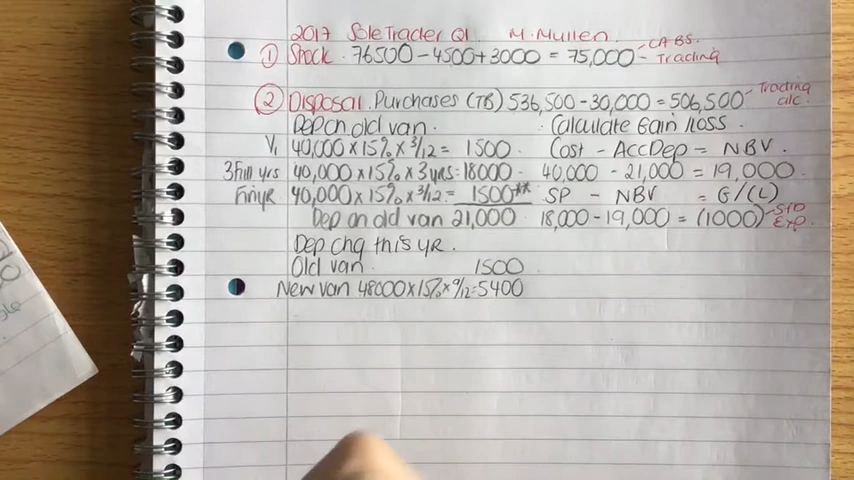 2017 Sole Trader Q1 M. Mullen.
① Stock. 76500 - 4500 + 3000 = 75,000 - CA BS.
- Trading
② Disposal. Purchases (TB) 536,500 - 30,000 = 506,500 - Trading calc.
Dep on old van. Calculate Gain/loss.
Y1 40,000 x 15% x 3/12 = 1500 Cost - Acc Dep = NBV.
3 Full yrs 40,000 x 15% x 3 yrs = 18000 40,000 - 21,000 = 19,000.
Fin yr 40,000 x 15% x 3/12 = 1500** SP - NBV = G/(L)
Dep on old van 21,000 18,000 - 19,000 = (1000) - S+D Exp.
Dep chg this yr.
Old van 1500
New van 48000 x 15% x 9/12 = 5400